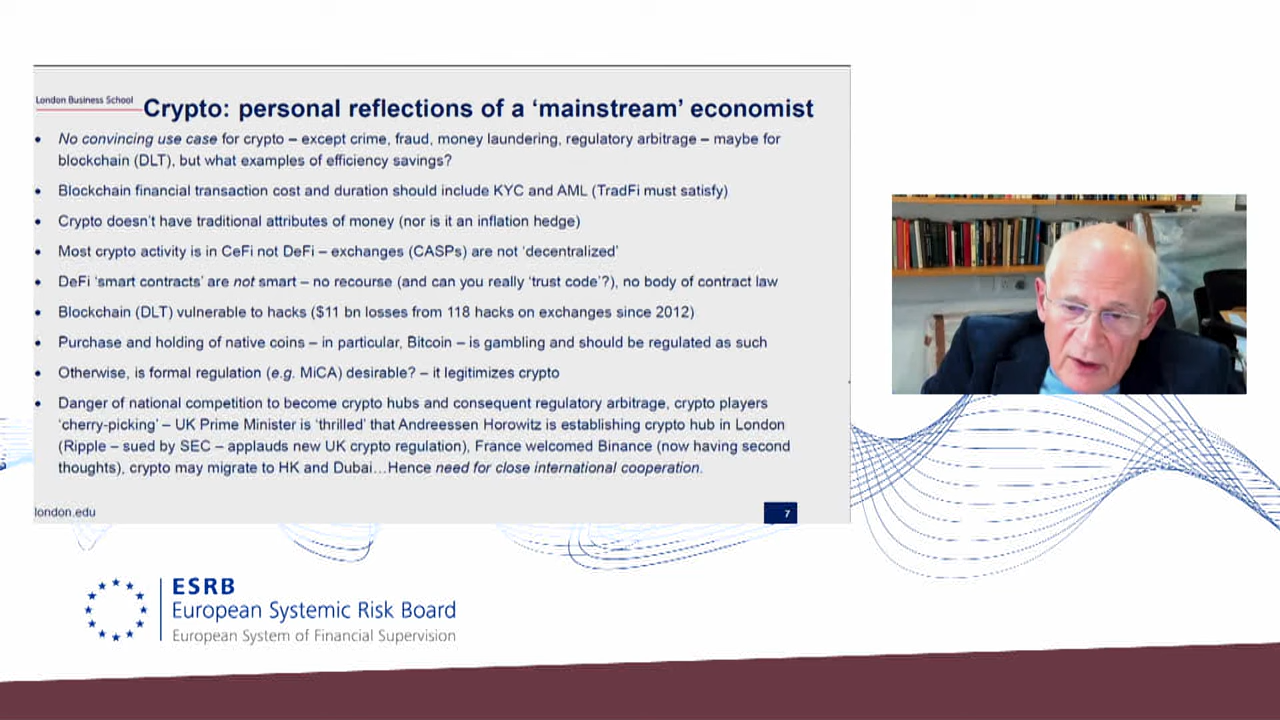 London Business School
Crypto: personal reflections of a ‘mainstream’ economist
• No convincing use case for crypto – except crime, fraud, money laundering, regulatory arbitrage – maybe for
blockchain (DLT), but what examples of efficiency savings?
• Blockchain financial transaction cost and duration should include KYC and AML (TradFi must satisfy)
• Crypto doesn’t have traditional attributes of money (nor is it an inflation hedge)
• Most crypto activity is in CeFi not DeFi – exchanges (CASPs) are not ‘decentralized’
• DeFi ‘smart contracts’ are not smart – no recourse (and can you really ‘trust code’?), no body of contract law
• Blockchain (DLT) vulnerable to hacks ($11 bn losses from 118 hacks on exchanges since 2012)
• Purchase and holding of native coins – in particular, Bitcoin – is gambling and should be regulated as such
• Otherwise, is formal regulation (e.g. MiCA) desirable? – it legitimizes crypto
• Danger of national competition to become crypto hubs and consequent regulatory arbitrage, crypto players
‘cherry-picking’ – UK Prime Minister is ‘thrilled’ that Andreessen Horowitz is establishing crypto hub in London
(Ripple – sued by SEC – applauds new UK crypto regulation), France welcomed Binance (now having second
thoughts), crypto may migrate to HK and Dubai…Hence need for close international cooperation.
london.edu
7
ESRB
European Systemic Risk Board
European System of Financial Supervision